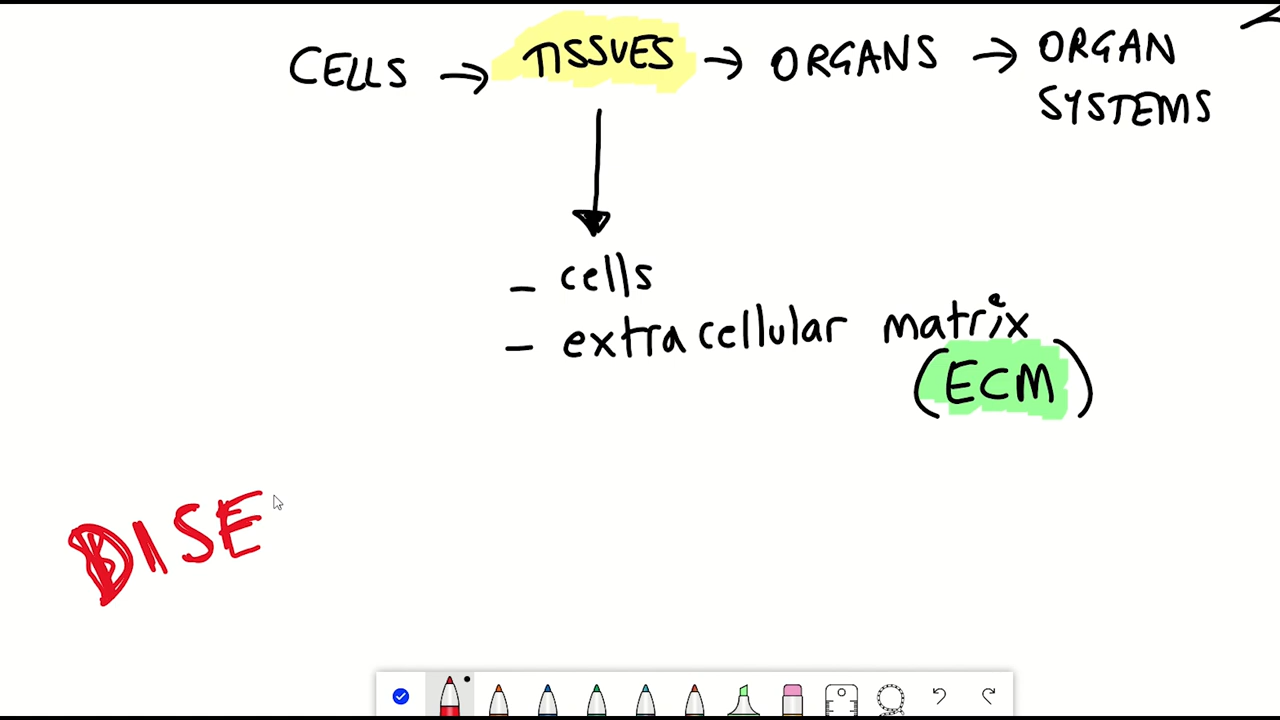 CELLS → TISSUES → ORGANS → ORGAN
SYSTEMS
- cells
- extracellular matrix
(ECM)
DISE